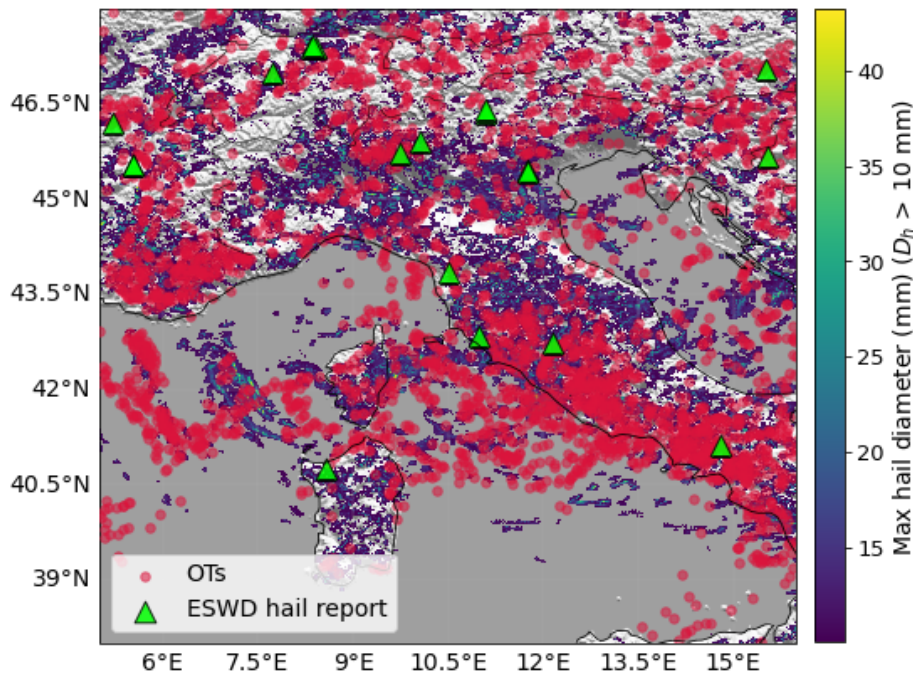 46.5°N
45°N
43.5°N
42°N
40.5°N
39°N
6°E 7.5°E 9°E 10.5°E 12°E 13.5°E 15°E
OTs
ESWD hail report
40
35
30
25
20
15
Max hail diameter (mm) (Dh > 10 mm)